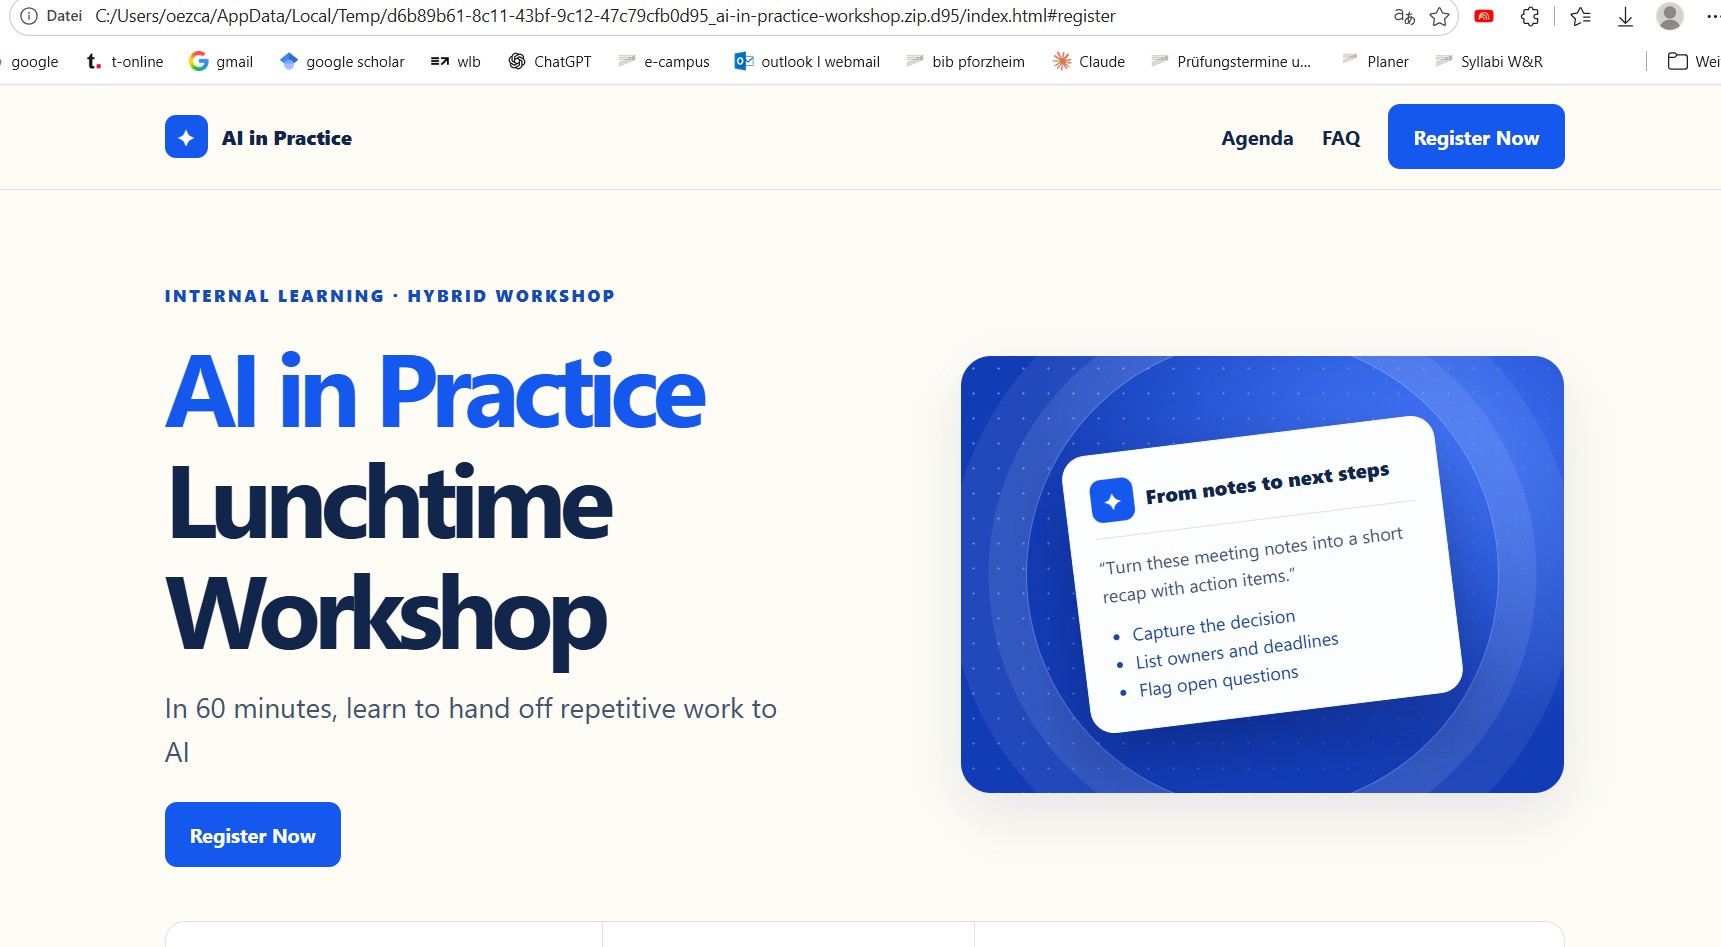 Datei C:/Users/oezca/AppData/Local/Temp/d6b89b61-8c11-43bf-9c12-47c79cfb0d95_ai-in-practice-workshop.zip.d95/index.html#register
google t-online gmail google scholar wlb ChatGPT e-campus outlook l webmail bib pforzheim Claude Prüfungstermine u... Planer Syllabi W&R Wei
AI in Practice Agenda FAQ Register Now
INTERNAL LEARNING · HYBRID WORKSHOP
AI in Practice
Lunchtime
Workshop
In 60 minutes, learn to hand off repetitive work to
AI
Register Now
From notes to next steps
“Turn these meeting notes into a short
recap with action items.”
• Capture the decision
• List owners and deadlines
• Flag open questions